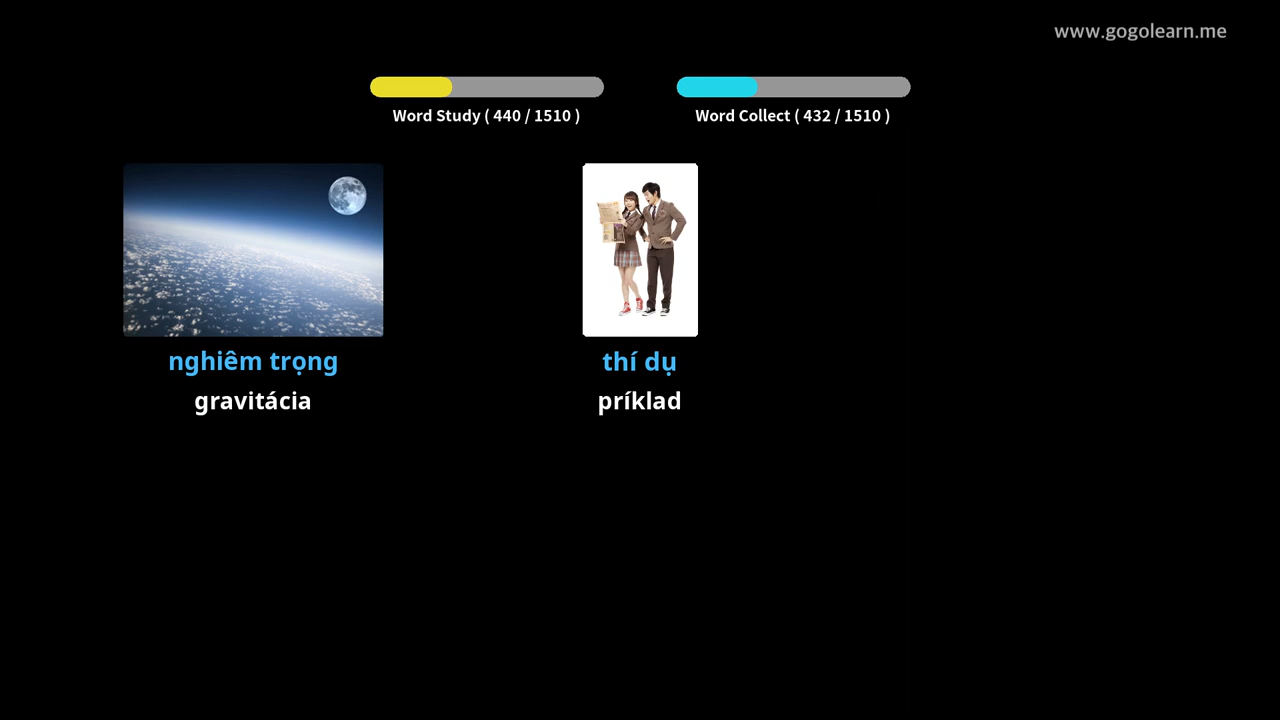 www.gogolearn.me
Word Study ( 440 / 1510 )
Word Collect ( 432 / 1510 )
nghiêm trọng
gravitácia
thí dụ
príklad